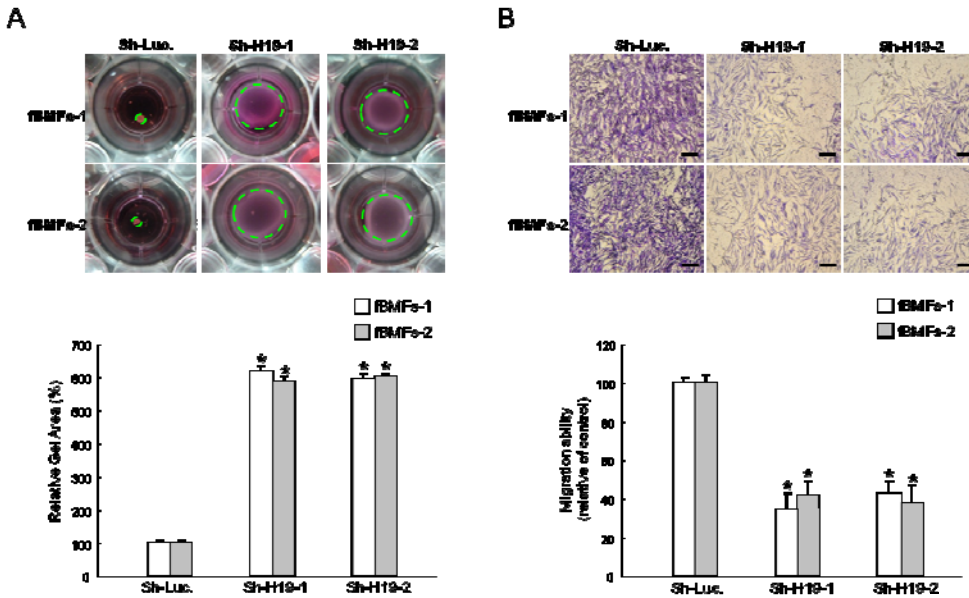 A
Sh-Luc.
Sh-H19-1
Sh-H19-2
fBMFs-1
fBMFs-2
fBMFs-1
fBMFs-2
Relative Gel Area (%)
700
600
500
400
300
200
100
0
* * * *
Sh-Luc.
Sh-H19-1
Sh-H19-2
B
Sh-Luc.
Sh-H19-1
Sh-H19-2
fBMFs-1
fBMFs-2
fBMFs-1
fBMFs-2
Migration ability
(relative of control)
120
100
80
60
40
20
0
* * * *
Sh-Luc.
Sh-H19-1
Sh-H19-2